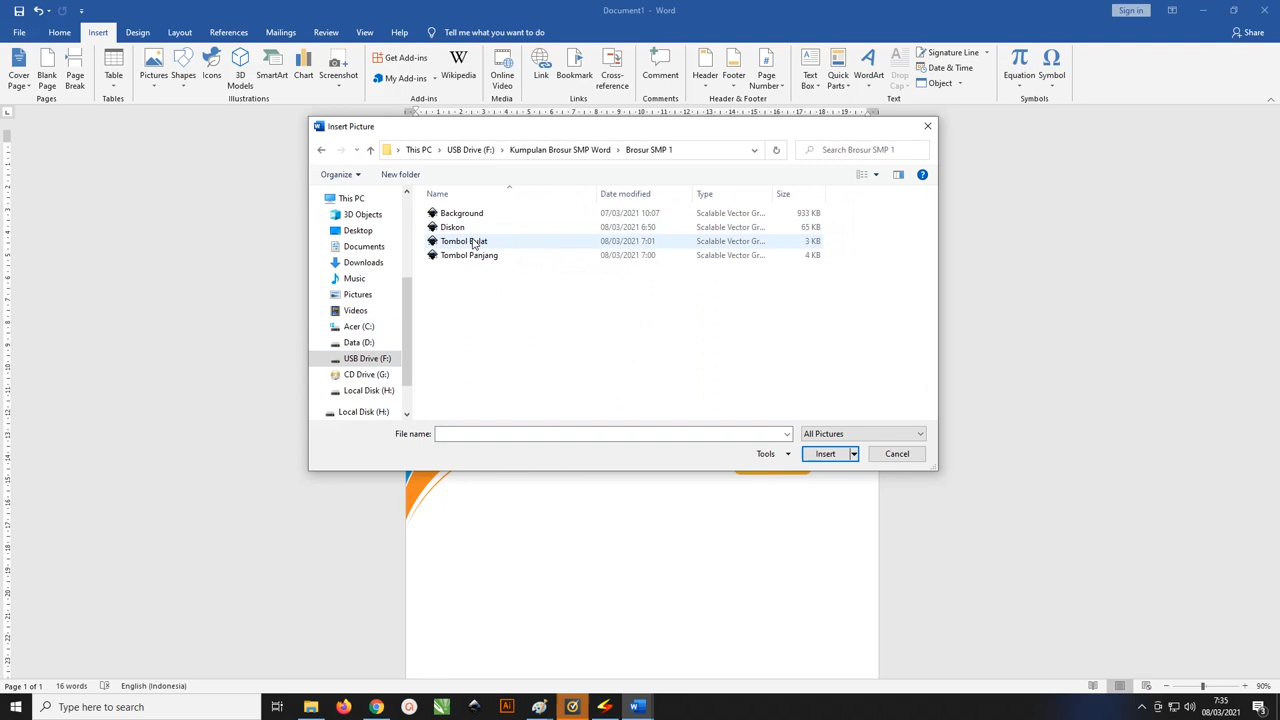 Document1 - Word
Sign in
File Home Insert Design Layout References Mailings Review View Help Tell me what you want to do Share
Cover Page Blank Page Page Break Table Pictures Shapes Icons 3D Models SmartArt Chart Screenshot Get Add-ins My Add-ins Wikipedia Online Video Link Bookmark Cross-reference Comment Header Footer Page Number Text Box Quick Parts WordArt Drop Cap Signature Line Date & Time Object Equation Symbol
Pages Tables Illustrations Add-ins Media Links Comments Header & Footer Text Symbols
Insert Picture
This PC USB Drive (F:) Kumpulan Brosur SMP Word Brosur SMP 1 Search Brosur SMP 1
Organize New folder
Name Date modified Type Size
This PC
3D Objects
Desktop
Documents
Downloads
Music
Pictures
Videos
Acer (C:)
Data (D:)
USB Drive (F:)
CD Drive (G:)
Local Disk (H:)
Local Disk (H:)
Background 07/03/2021 10:07 Scalable Vector Gr... 933 KB
Diskon 08/03/2021 6:50 Scalable Vector Gr... 65 KB
Tombol Bulat 08/03/2021 7:01 Scalable Vector Gr... 3 KB
Tombol Panjang 08/03/2021 7:00 Scalable Vector Gr... 4 KB
File name: All Pictures
Tools Insert Cancel
Page 1 of 1 16 words English (Indonesia) 90%
Type here to search
7:35
08/03/2021